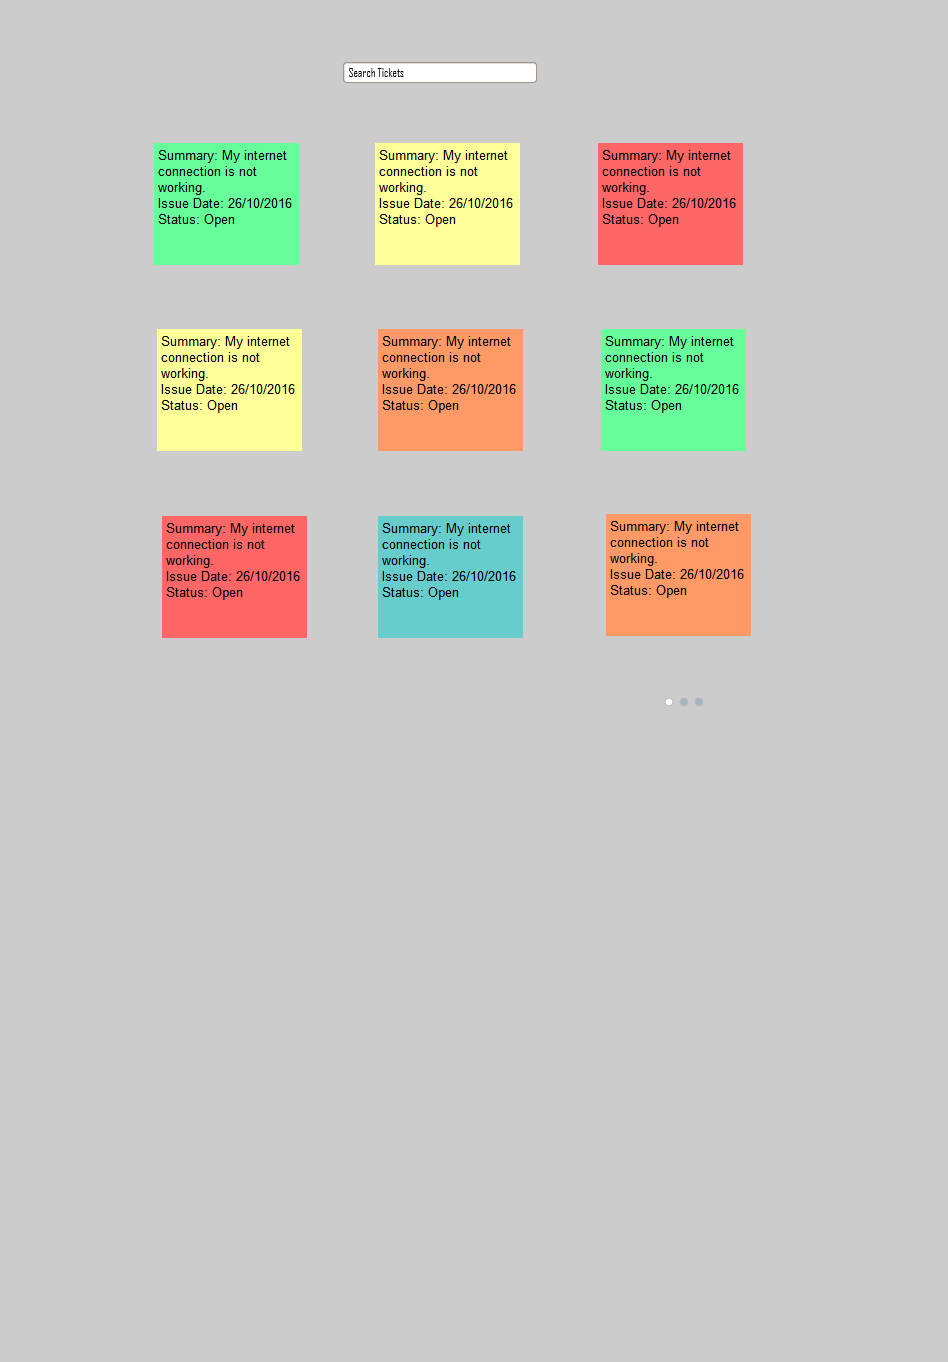 Search Tickets
Summary: My internet
connection is not
working.
Issue Date: 26/10/2016
Status: Open
Summary: My internet
connection is not
working.
Issue Date: 26/10/2016
Status: Open
Summary: My internet
connection is not
working.
Issue Date: 26/10/2016
Status: Open
Summary: My internet
connection is not
working.
Issue Date: 26/10/2016
Status: Open
Summary: My internet
connection is not
working.
Issue Date: 26/10/2016
Status: Open
Summary: My internet
connection is not
working.
Issue Date: 26/10/2016
Status: Open
Summary: My internet
connection is not
working.
Issue Date: 26/10/2016
Status: Open
Summary: My internet
connection is not
working.
Issue Date: 26/10/2016
Status: Open
Summary: My internet
connection is not
working.
Issue Date: 26/10/2016
Status: Open